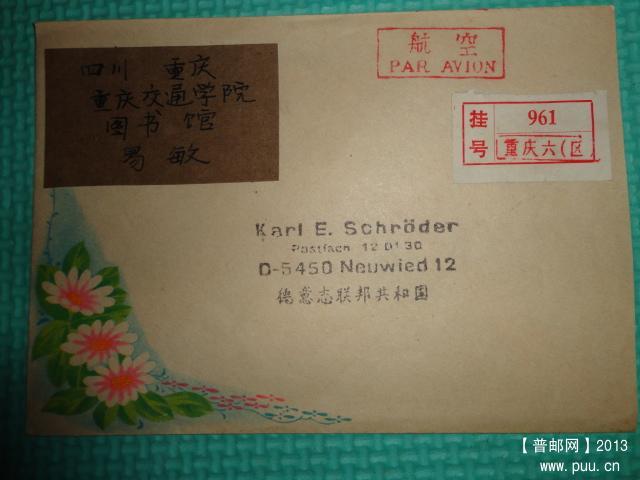 四川 重庆
重庆交通学院
图书馆
易敏
航空
PAR AVION
挂号
961
重庆六(区
Karl E. Schröder
Postfach 12 01 30
D-5450 Neuwied 12
德意志联邦共和国
【普邮网】2013
www.puu.cn